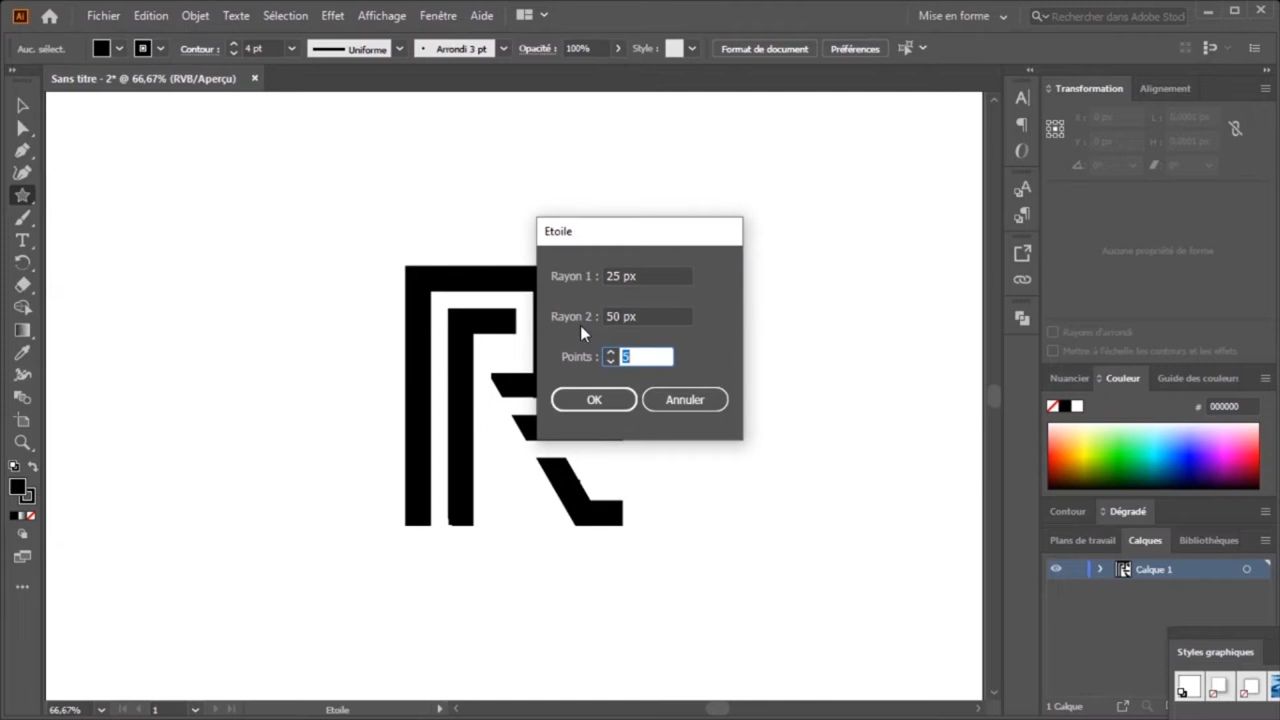 Ai Fichier Edition Objet Texte Sélection Effet Affichage Fenêtre Aide Mise en forme Rechercher dans Adobe Stod
Auc. sélect. Contour : 4 pt Uniforme Arrondi 3 pt Opacité : 100% Style : Format de document Préférences
Sans titre - 2* @ 66,67% (RVB/Aperçu)
Transformation Alignement
X : 0 px L : 0,0001 px
Y : 0 px H : 0,0001 px
0°
Aucune propriété de forme
Rayons d'arrondi
Mettre à l'échelle les contours et les effets
Etoile
Rayon 1 : 25 px
Rayon 2 : 50 px
Points : 5
OK Annuler
Nuancier Couleur Guide des couleurs
# 000000
Contour Dégradé
Plans de travail Calques Bibliothèques
Calque 1
Styles graphiques
66,67% 1 Etoile 1 Calque